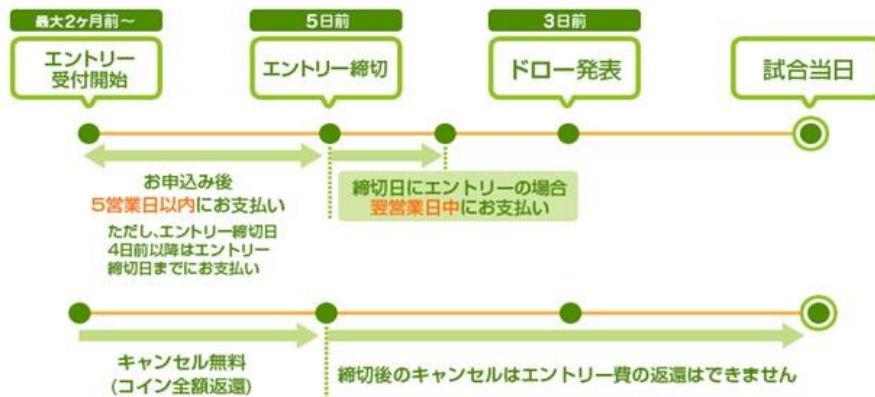 最大2ヶ月前～
5日前
3日前
エントリー
受付開始
エントリー締切
ドロー発表
試合当日
お申込み後
5営業日以内にお支払い
ただし、エントリー締切日
4日前以降はエントリー
締切日までにお支払い
締切日にエントリーの場合
翌営業日中にお支払い
キャンセル無料
(コイン全額返還)
締切後のキャンセルはエントリー費の返還はできません